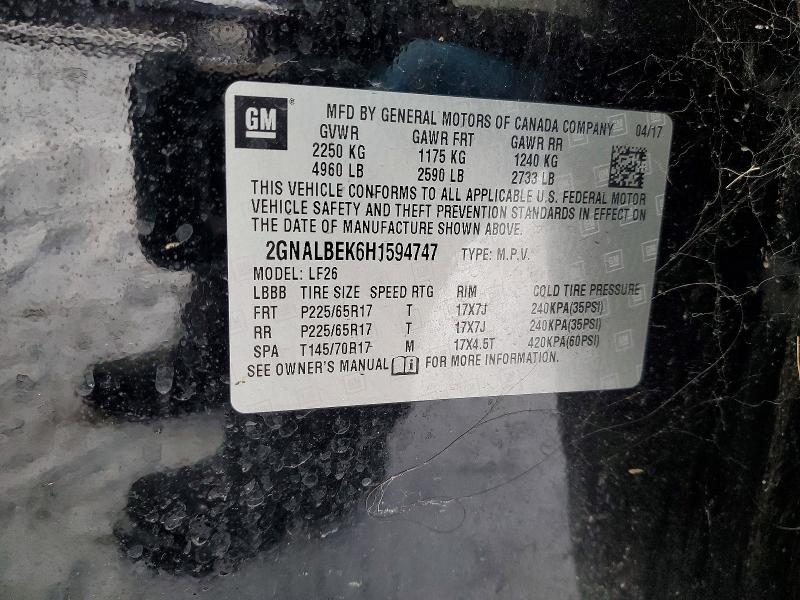 GM® MFD BY GENERAL MOTORS OF CANADA COMPANY 04/17
GVWR GAWR FRT GAWR RR
2250 KG 1175 KG 1240 KG
4960 LB 2590 LB 2733 LB
THIS VEHICLE CONFORMS TO ALL APPLICABLE U.S. FEDERAL MOTOR
VEHICLE SAFETY AND THEFT PREVENTION STANDARDS IN EFFECT ON
THE DATE OF MANUFACTURE SHOWN ABOVE.
2GNALBEK6H1594747 TYPE: M.P.V.
MODEL: LF26
LBBB TIRE SIZE SPEED RTG RIM COLD TIRE PRESSURE
FRT P225/65R17 T 17X7J 240KPA(35PSI)
RR P225/65R17 T 17X7J 240KPA(35PSI)
SPA T145/70R17 M 17X4.5T 420KPA(60PSI)
SEE OWNER'S MANUAL FOR MORE INFORMATION.